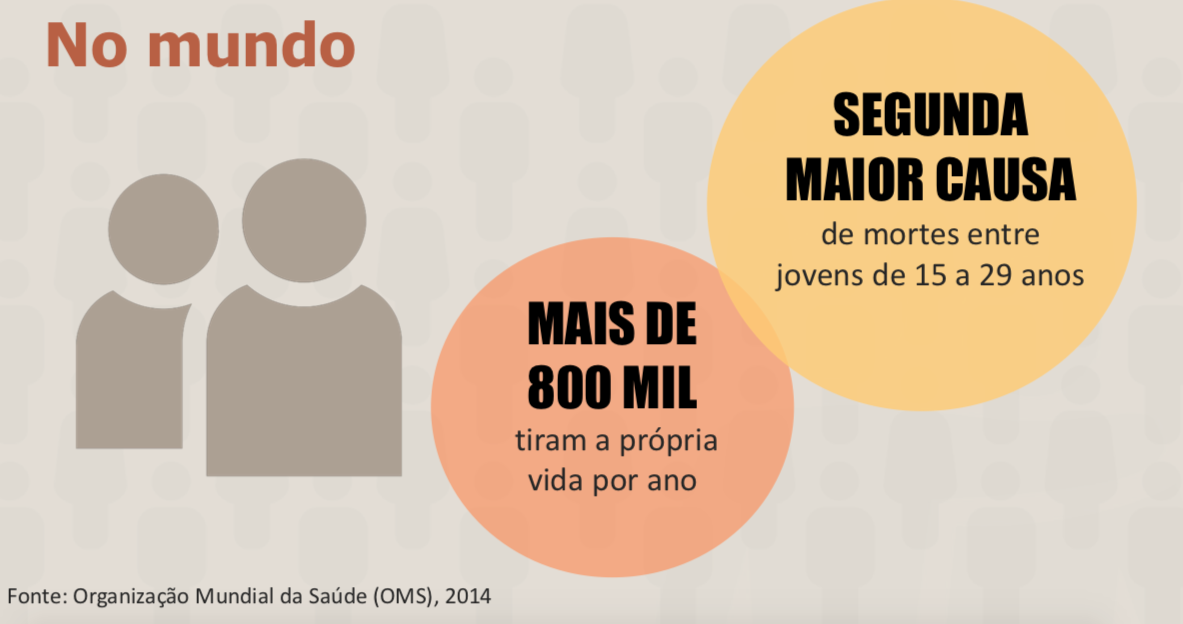 No mundo
SEGUNDA
MAIOR CAUSA
de mortes entre
jovens de 15 a 29 anos
MAIS DE
800 MIL
tiram a própria
vida por ano
Fonte: Organização Mundial da Saúde (OMS), 2014